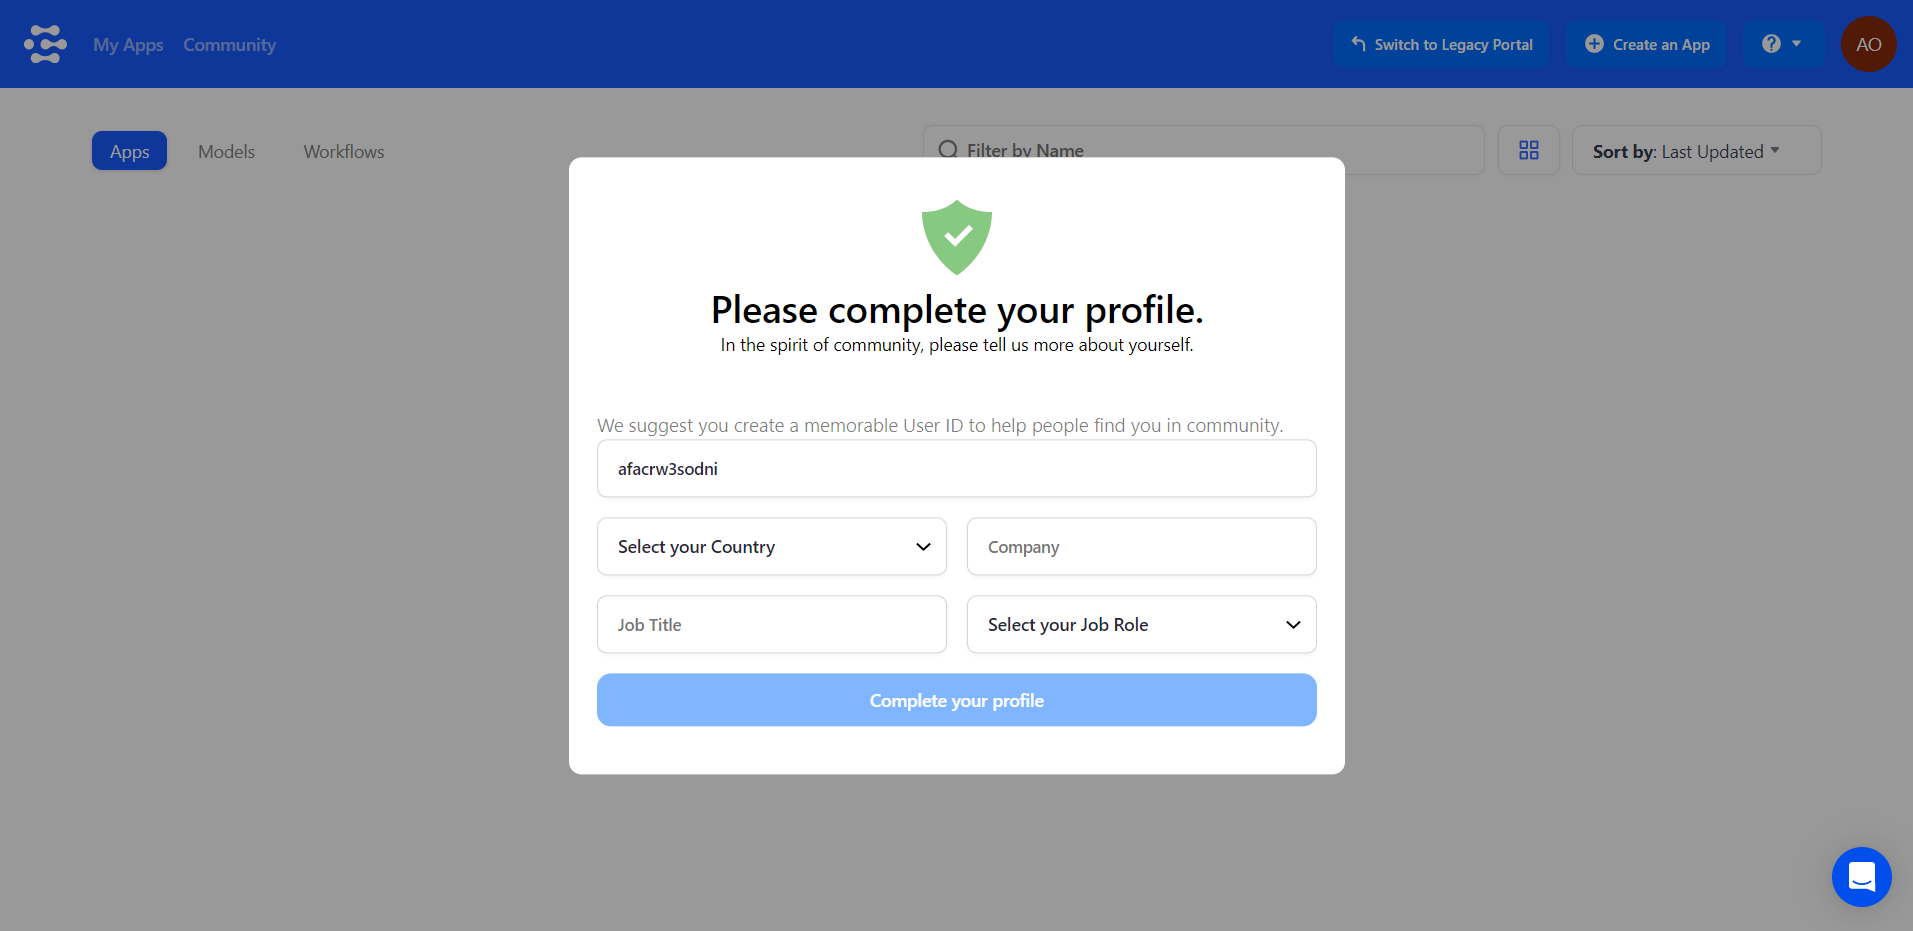 My Apps Community Switch to Legacy Portal Create an App ? AO
Apps Models Workflows Filter by Name Sort by: Last Updated
Please complete your profile.
In the spirit of community, please tell us more about yourself.
We suggest you create a memorable User ID to help people find you in community.
afacrw3sodni
Select your Country Company
Job Title Select your Job Role
Complete your profile